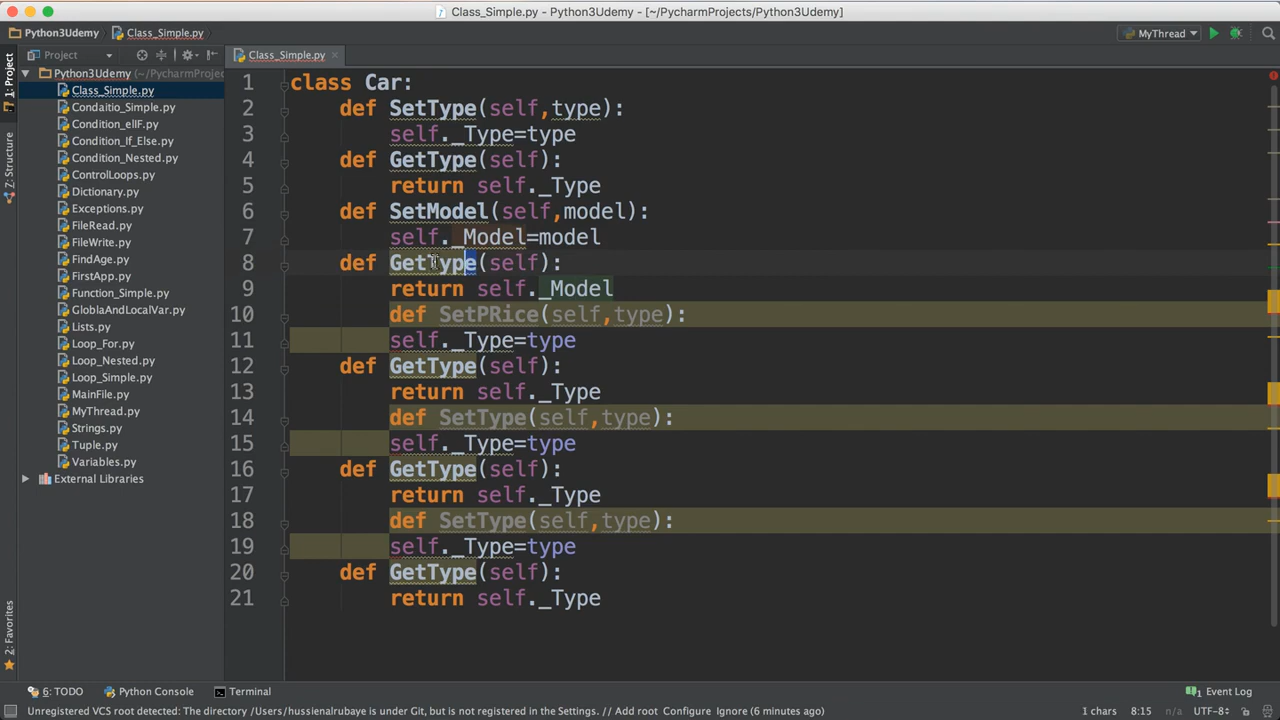 Class_Simple.py - Python3Udemy - [~/PycharmProjects/Python3Udemy]
Python3Udemy
Class_Simple.py
MyThread
1: Project
Z: Structure
2: Favorites
Project
Class_Simple.py
Python3Udemy (~/PycharmProjec
Class_Simple.py
Condaitio_Simple.py
Condition_elIF.py
Condition_If_Else.py
Condition_Nested.py
ControlLoops.py
Dictionary.py
Exceptions.py
FileRead.py
FileWrite.py
FindAge.py
FirstApp.py
Function_Simple.py
GloblaAndLocalVar.py
Lists.py
Loop_For.py
Loop_Nested.py
Loop_Simple.py
MainFile.py
MyThread.py
Strings.py
Tuple.py
Variables.py
External Libraries
1 class Car:
2 def SetType(self,type):
3 self._Type=type
4 def GetType(self):
5 return self._Type
6 def SetModel(self,model):
7 self._Model=model
8 def GetType(self):
9 return self._Model
10 def SetPRice(self,type):
11 self._Type=type
12 def GetType(self):
13 return self._Type
14 def SetType(self,type):
15 self._Type=type
16 def GetType(self):
17 return self._Type
18 def SetType(self,type):
19 self._Type=type
20 def GetType(self):
21 return self._Type
6: TODO
Python Console
Terminal
1 Event Log
Unregistered VCS root detected: The directory /Users/hussienalrubaye is under Git, but is not registered in the Settings. // Add root Configure Ignore (6 minutes ago)
1 chars 8:15 n/a UTF-8